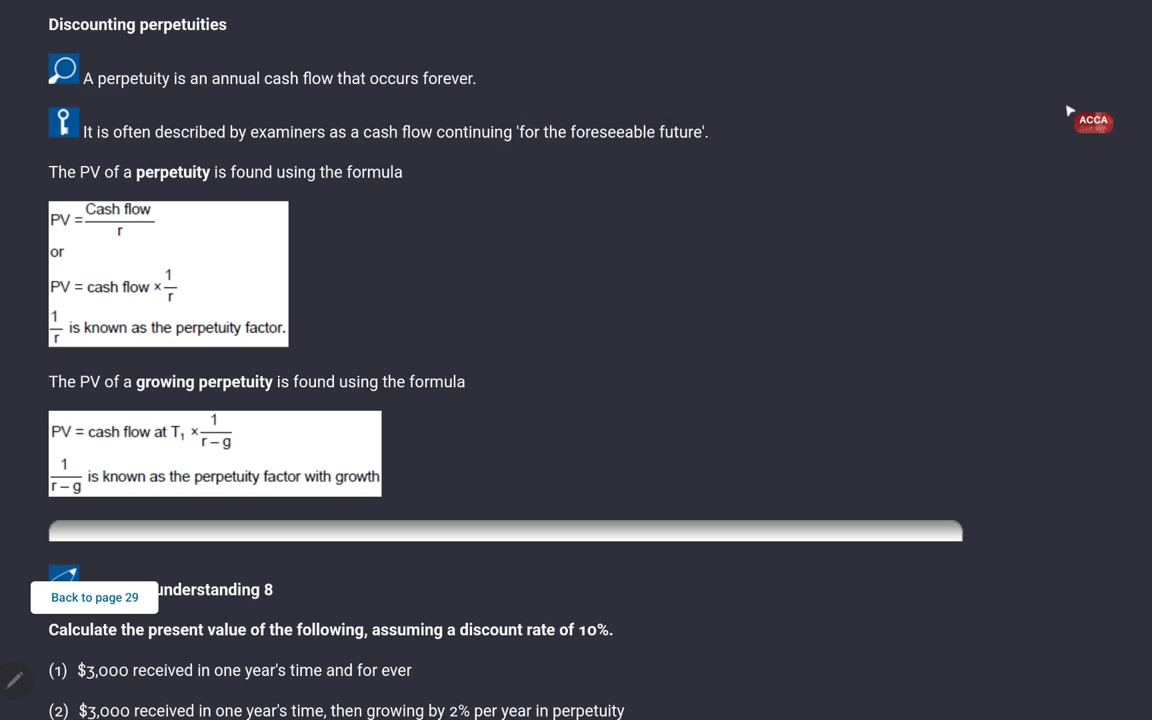 Discounting perpetuities
A perpetuity is an annual cash flow that occurs forever.
It is often described by examiners as a cash flow continuing 'for the foreseeable future'.
ACCA
The PV of a perpetuity is found using the formula
PV = Cash flow / r
or
PV = cash flow × 1/r
1/r is known as the perpetuity factor.
The PV of a growing perpetuity is found using the formula
PV = cash flow at T₁ × 1/(r – g)
1/(r – g) is known as the perpetuity factor with growth
understanding 8
Back to page 29
Calculate the present value of the following, assuming a discount rate of 10%.
(1) $3,000 received in one year's time and for ever
(2) $3,000 received in one year's time, then growing by 2% per year in perpetuity